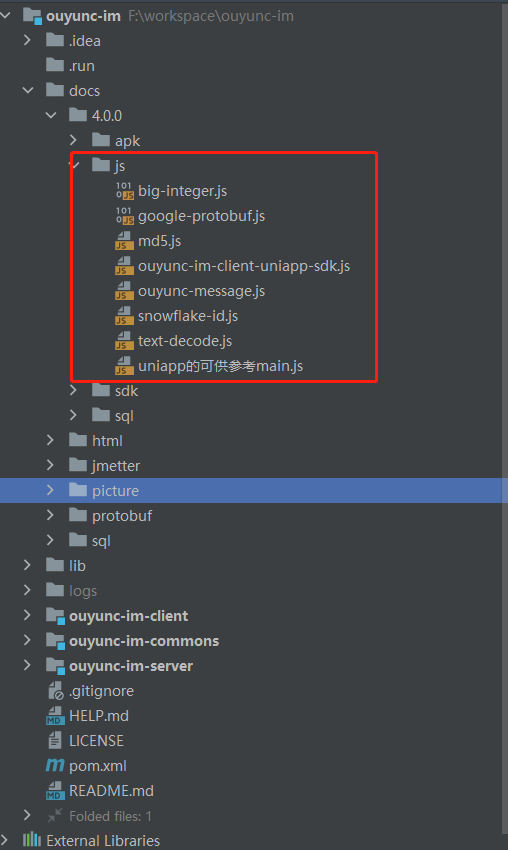 ouyunc-im F:\workspace\ouyunc-im
.idea
.run
docs
4.0.0
apk
js
big-integer.js
google-protobuf.js
md5.js
ouyunc-im-client-uniapp-sdk.js
ouyunc-message.js
snowflake-id.js
text-decode.js
uniapp的可供参考main.js
sdk
sql
html
jmetter
picture
protobuf
sql
lib
logs
ouyunc-im-client
ouyunc-im-commons
ouyunc-im-server
.gitignore
HELP.md
LICENSE
pom.xml
README.md
Folded files: 1
External Libraries